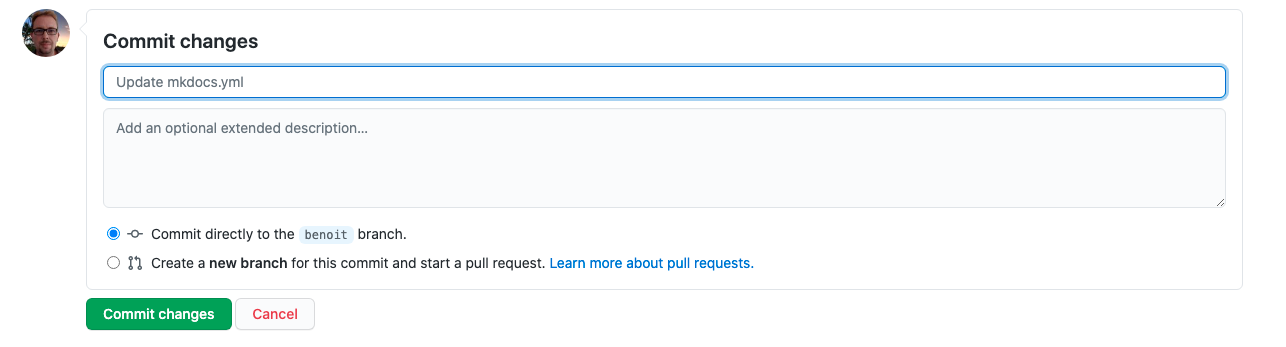 Commit changes
Update mkdocs.yml
Add an optional extended description...
Commit directly to the benoit branch.
Create a new branch for this commit and start a pull request. Learn more about pull requests.
Commit changes Cancel